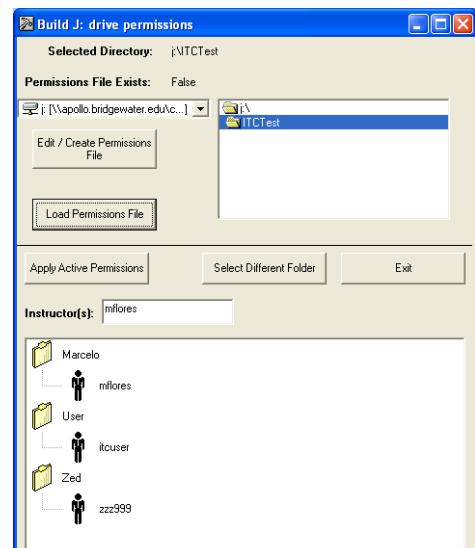 Build J: drive permissions
Selected Directory: j:\ITCTest
Permissions File Exists: False
j: [\\apollo.bridgewater.edu\c...]
j:\
ITCTest
Edit / Create Permissions
File
Load Permissions File
Apply Active Permissions Select Different Folder Exit
Instructor(s): mflores
Marcelo
mflores
User
itcuser
Zed
zzz999